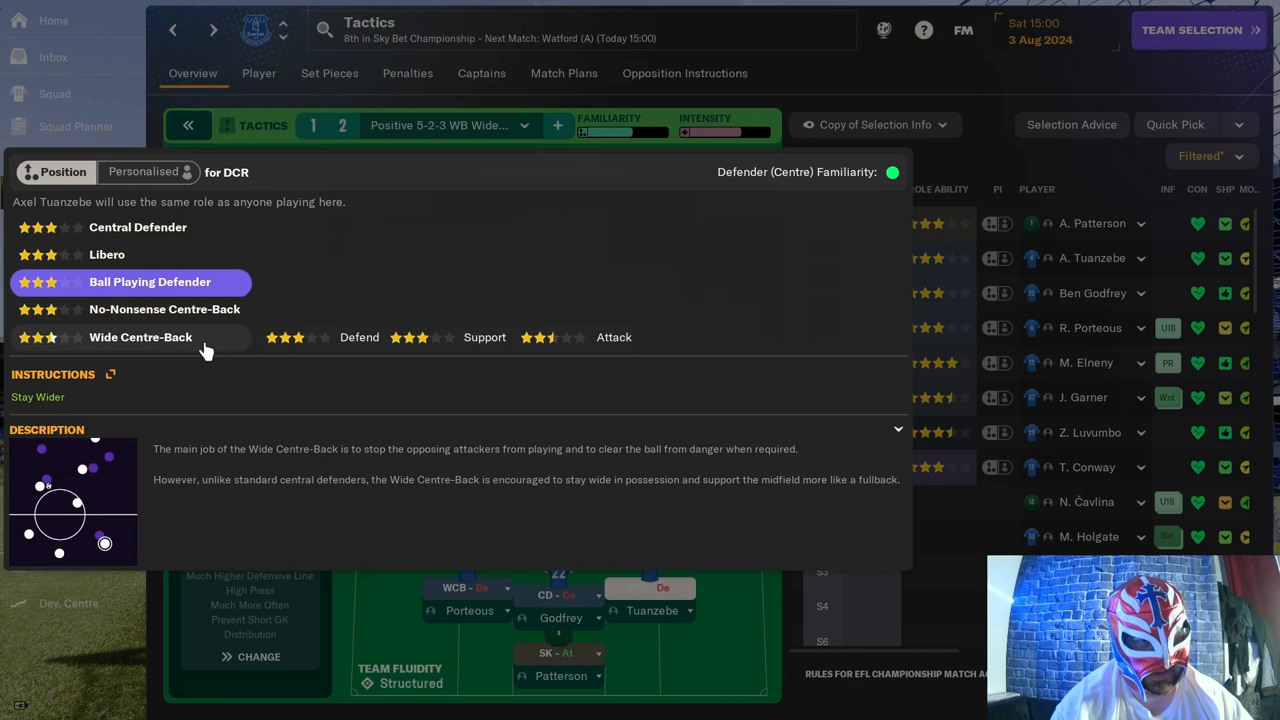 Home
Inbox
Squad
Squad Planner
Dev. Centre
Tactics
8th in Sky Bet Championship - Next Match: Watford (A) (Today 15:00)
FM
Sat 15:00
3 Aug 2024
TEAM SELECTION
Overview
Player
Set Pieces
Penalties
Captains
Match Plans
Opposition Instructions
TACTICS
1 2
Positive 5-2-3 WB Wide...
FAMILIARITY
INTENSITY
Copy of Selection Info
Selection Advice
Quick Pick
Filtered*
Position
Personalised
for DCR
Defender (Centre) Familiarity:
Axel Tuanzebe will use the same role as anyone playing here.
Central Defender
Libero
Ball Playing Defender
No-Nonsense Centre-Back
Wide Centre-Back
Defend
Support
Attack
INSTRUCTIONS
Stay Wider
DESCRIPTION
The main job of the Wide Centre-Back is to stop the opposing attackers from playing and to clear the ball from danger when required.
However, unlike standard central defenders, the Wide Centre-Back is encouraged to stay wide in possession and support the midfield more like a fullback.
ROLE ABILITY
PI
PLAYER
INF
CON
SHP
MO...
A. Patterson
A. Tuanzebe
Ben Godfrey
R. Porteous
U18
M. Elneny
PR
J. Garner
Wnt
Z. Luvumbo
T. Conway
N. Čavlina
U18
M. Holgate
Bid
Much Higher Defensive Line
High Press
Much More Often
Prevent Short GK
Distribution
CHANGE
WCB - De
Porteous
CD - Co
Godfrey
De
Tuanzebe
SK - At
Patterson
TEAM FLUIDITY
Structured
S3
S4
S6
RULES FOR EFL CHAMPIONSHIP MATCH